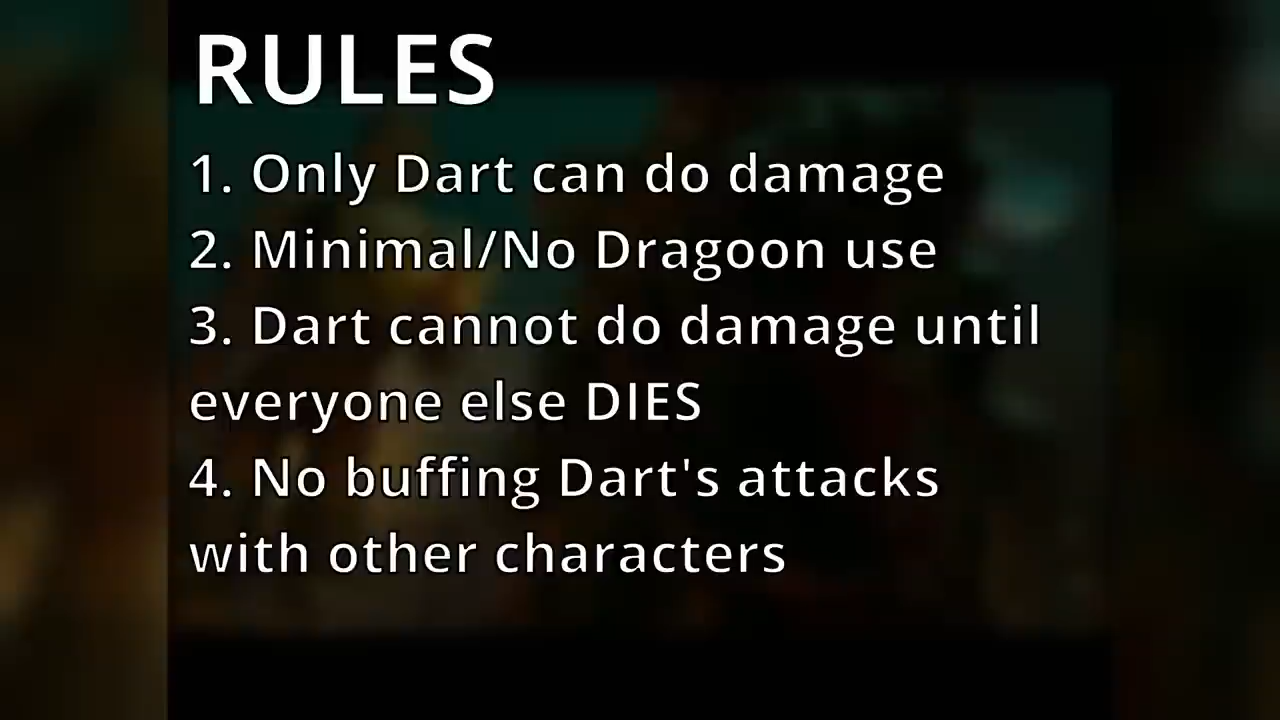 RULES
1. Only Dart can do damage
2. Minimal/No Dragoon use
3. Dart cannot do damage until
everyone else DIES
4. No buffing Dart's attacks
with other characters